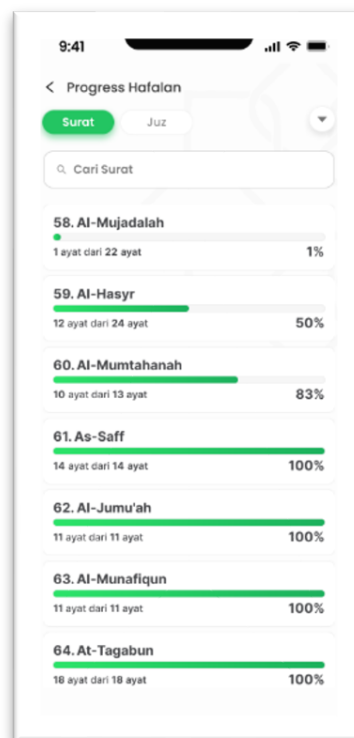 9:41
Progress Hafalan
Surat Juz
Cari Surat
58. Al-Mujadalah
1 ayat dari 22 ayat 1%
59. Al-Hasyr
12 ayat dari 24 ayat 50%
60. Al-Mumtahanah
10 ayat dari 13 ayat 83%
61. As-Saff
14 ayat dari 14 ayat 100%
62. Al-Jumu'ah
11 ayat dari 11 ayat 100%
63. Al-Munafiqun
11 ayat dari 11 ayat 100%
64. At-Tagabun
18 ayat dari 18 ayat 100%